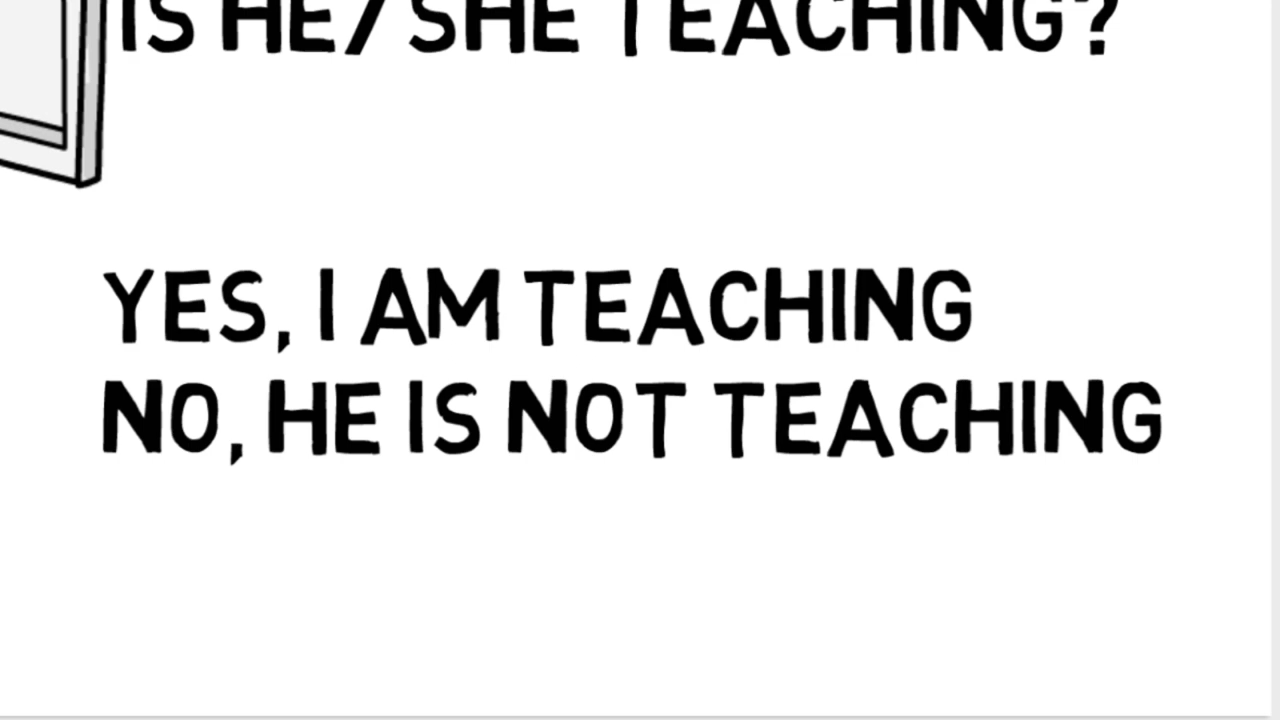 IS HE/SHE TEACHING?
YES, I AM TEACHING
NO, HE IS NOT TEACHING